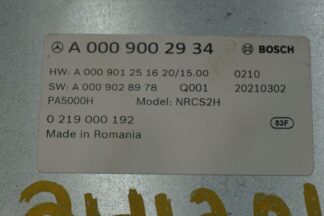 A 000 900 29 34 BOSCH
HW: A 000 901 25 16 20/15.00 0210
SW: A 000 902 89 78 Q001 20210302
PA5000H Model: NRCS2H
0 219 000 192 53F
Made in Romania